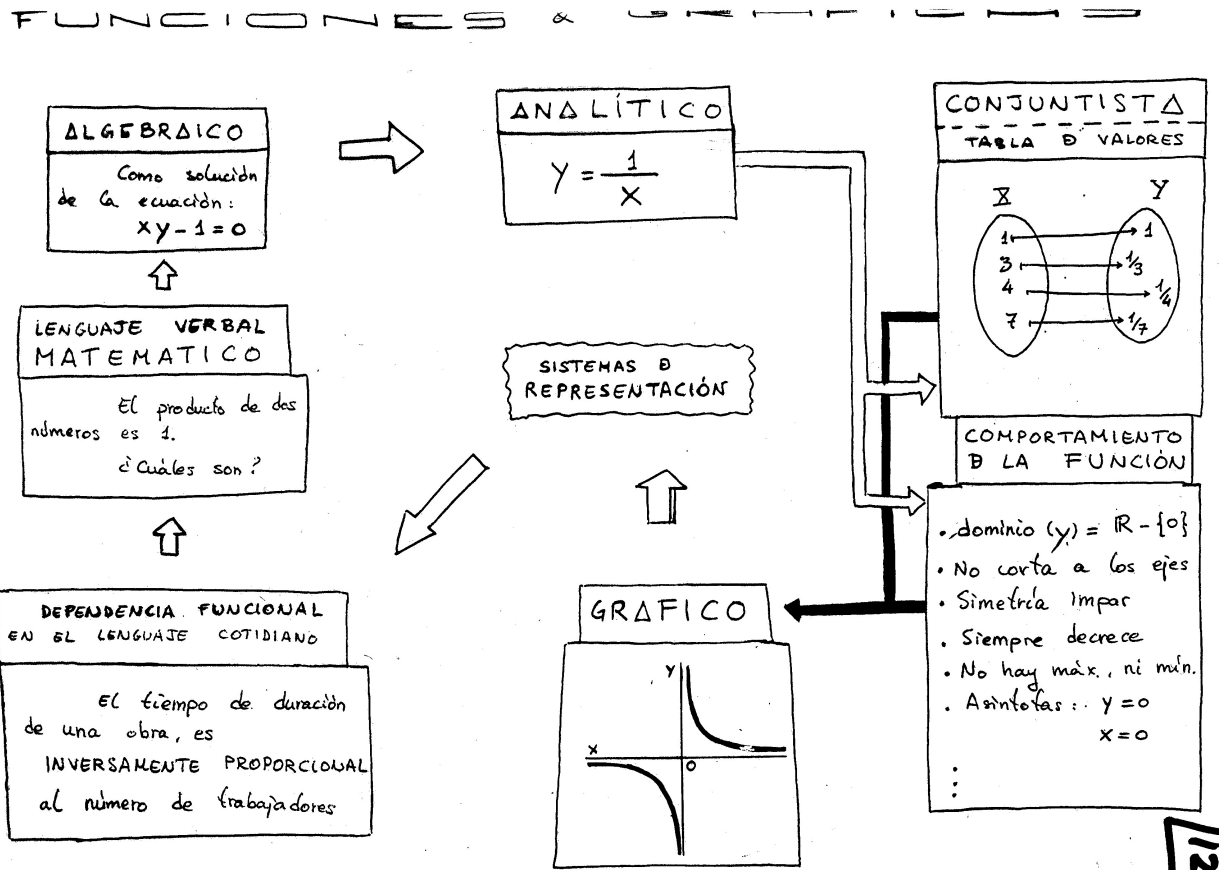 FUNCIONES &
ALGEBRAICO
Como solución
de la ecuación:
xy - 1 = 0
ANALÍTICO
Y = 1/X
CONJUNTISTA
TABLA D VALORES
X Y
1 1
3 1/3
4 1/4
7 1/7
LENGUAJE VERBAL
MATEMATICO
El producto de dos
números es 1.
¿Cuáles son?
SISTEMAS D
REPRESENTACIÓN
COMPORTAMIENTO
D LA FUNCIÓN
• dominio (y) = ℝ - {0}
• No corta a los ejes
• Simetría impar
• Siempre decrece
• No hay máx., ni mín.
• Asíntotas: y = 0
x = 0
⋮
DEPENDENCIA FUNCIONAL
EN EL LENGUAJE COTIDIANO
El tiempo de duración
de una obra, es
INVERSAMENTE PROPORCIONAL
al número de trabajadores
GRAFICO
Y
X
0
12